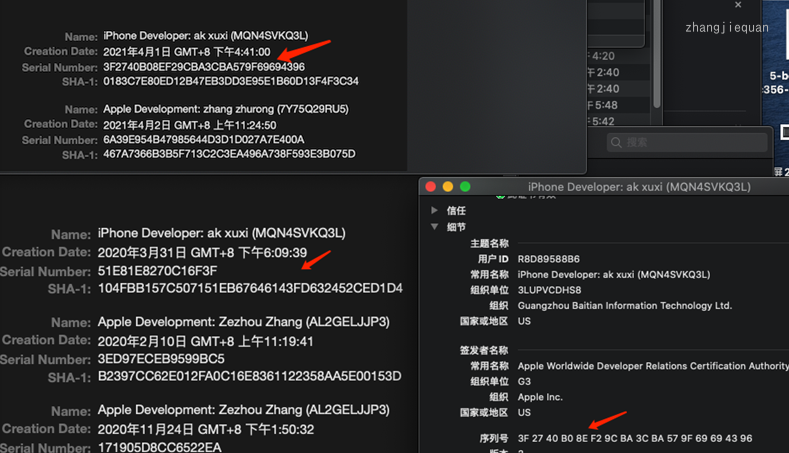 Name: iPhone Developer: ak xuxi (MQN4SVKQ3L)
Creation Date: 2021年4月1日 GMT+8 下午4:41:00
Serial Number: 3F2740B08EF29CBA3CBA579F69694396
SHA-1: 0183C7E80ED12B47EB3DD3E95E1B60D13F4F3C34
Name: Apple Development: zhang zhurong (7Y75Q29RU5)
Creation Date: 2021年4月2日 GMT+8 上午11:24:50
Serial Number: 6A39E954B47985644D3D1D027A7E400A
SHA-1: 467A7366B3B5F713C2C3EA496A738F593E3B075D
午4:20
午2:40
午2:40
午5:48
午5:42
zhangjiequan
搜索
Name: iPhone Developer: ak xuxi (MQN4SVKQ3L)
Creation Date: 2020年3月31日 GMT+8 下午6:09:39
Serial Number: 51E81E8270C16F3F
SHA-1: 104FBB157C507151EB67646143FD632452CED1D4
Name: Apple Development: Zezhou Zhang (AL2GELJJP3)
Creation Date: 2020年2月10日 GMT+8 上午11:19:41
Serial Number: 3ED97ECEB9599BC5
SHA-1: B2397CC62E012FA0C16E8361122358AA5E00153D
Name: Apple Development: Zezhou Zhang (AL2GELJJP3)
Creation Date: 2020年11月24日 GMT+8 下午1:50:32
Serial Number: 171905D8CC6522EA
iPhone Developer: ak xuxi (MQN4SVKQ3L)
信任
细节
主题名称
用户 ID R8D89588B6
常用名称 iPhone Developer: ak xuxi (MQN4SVKQ3L)
组织单位 3LUPVCDHS8
组织 Guangzhou Baitian Information Technology Ltd.
国家或地区 US
签发者名称
常用名称 Apple Worldwide Developer Relations Certification Authority
组织单位 G3
组织 Apple Inc.
国家或地区 US
序列号 3F 27 40 B0 8E F2 9C BA 3C BA 57 9F 69 69 43 96